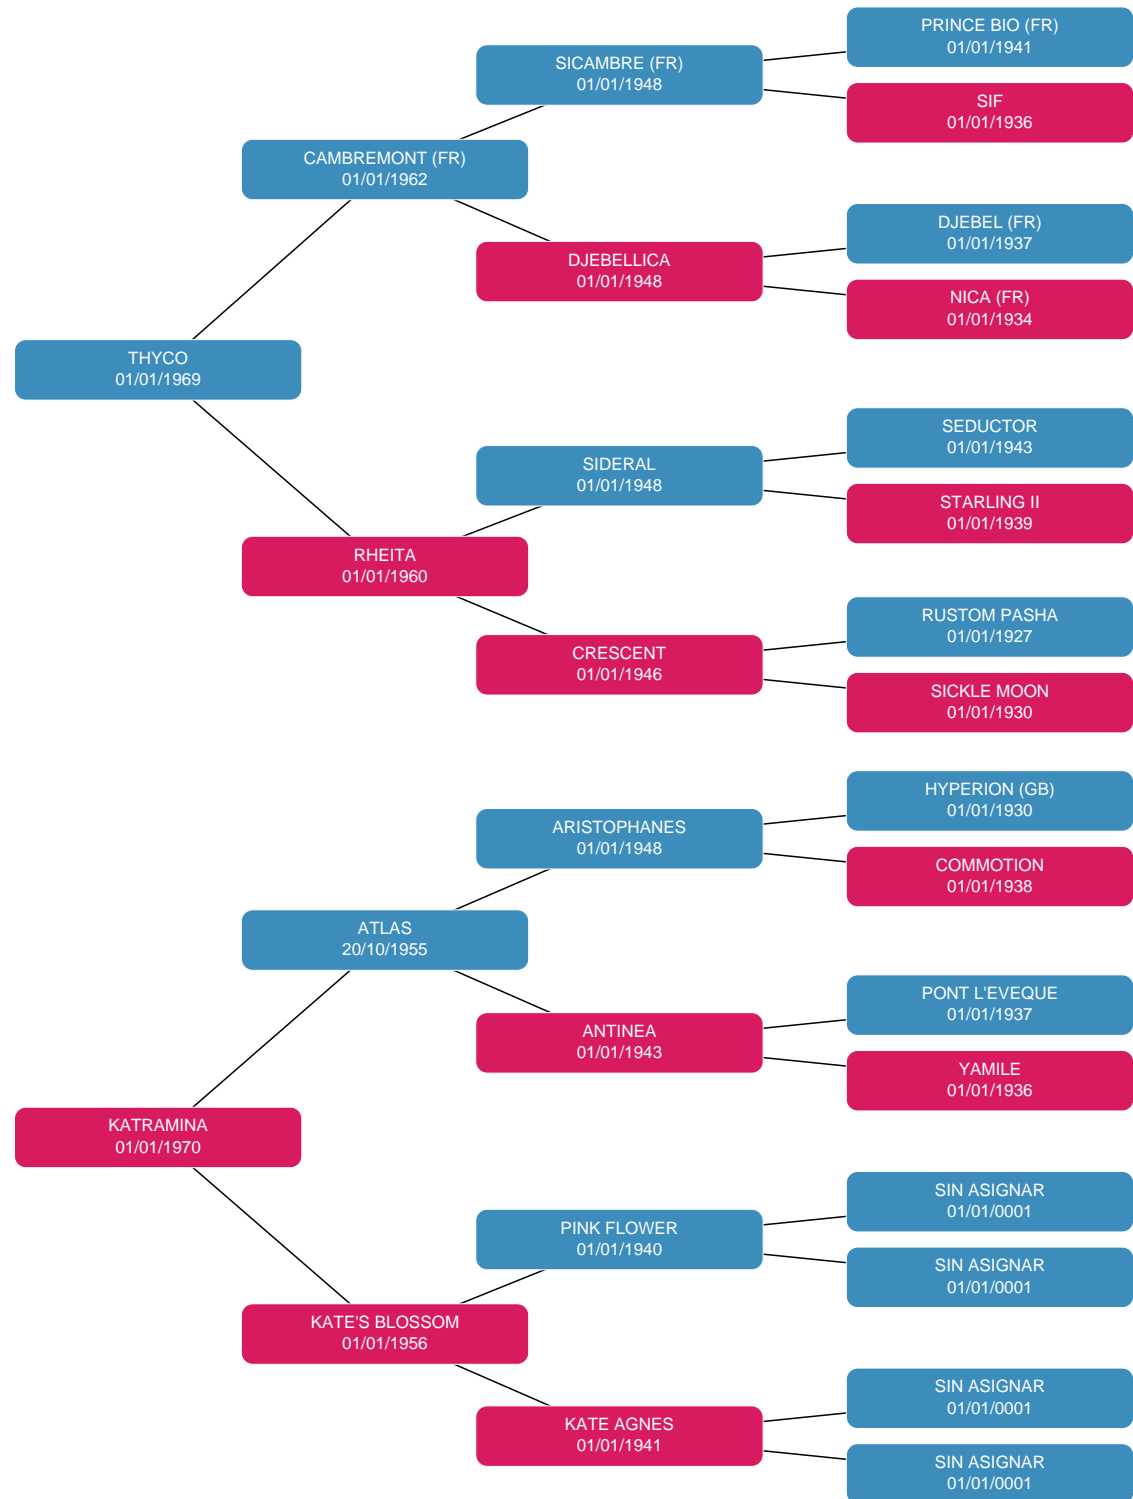 PRINCE BIO (FR)
01/01/1941
SICAMBRE (FR)
01/01/1948
SIF
01/01/1936
CAMBREMONT (FR)
01/01/1962
DJEBEL (FR)
01/01/1937
DJEBELLICA
01/01/1948
NICA (FR)
01/01/1934
THYCO
01/01/1969
SEDUCTOR
01/01/1943
SIDERAL
01/01/1948
STARLING II
01/01/1939
RHEITA
01/01/1960
RUSTOM PASHA
01/01/1927
CRESCENT
01/01/1946
SICKLE MOON
01/01/1930
HYPERION (GB)
01/01/1930
ARISTOPHANES
01/01/1948
COMMOTION
01/01/1938
ATLAS
20/10/1955
PONT L'EVEQUE
01/01/1937
ANTINEA
01/01/1943
YAMILE
01/01/1936
KATRAMINA
01/01/1970
SIN ASIGNAR
01/01/0001
PINK FLOWER
01/01/1940
SIN ASIGNAR
01/01/0001
KATE'S BLOSSOM
01/01/1956
SIN ASIGNAR
01/01/0001
KATE AGNES
01/01/1941
SIN ASIGNAR
01/01/0001